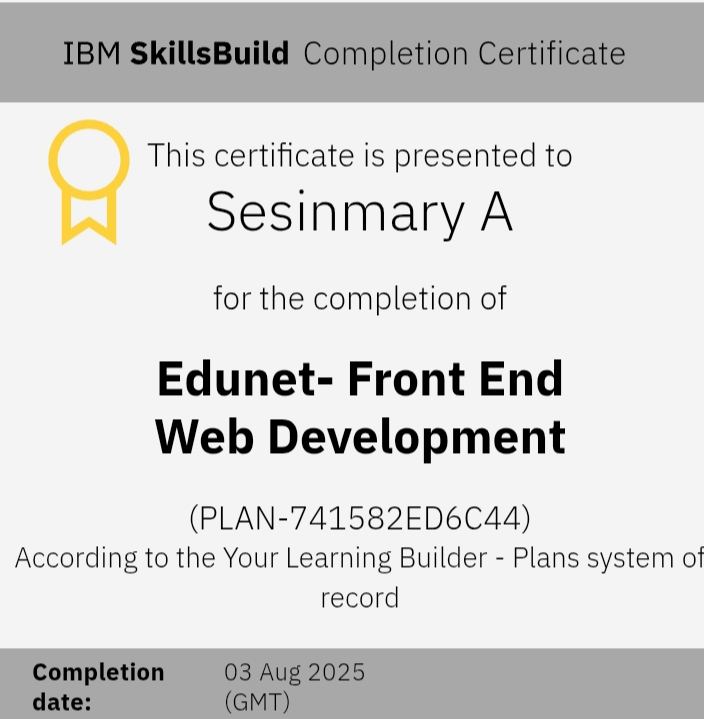 IBM SkillsBuild Completion Certificate
This certificate is presented to
Sesinmary A
for the completion of
Edunet- Front End
Web Development
(PLAN-741582ED6C44)
According to the Your Learning Builder - Plans system of
record
Completion date: 03 Aug 2025 (GMT)